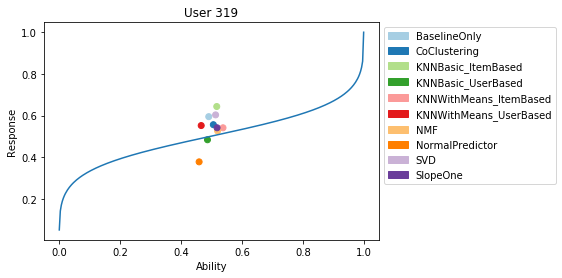 User 319
Response
1.0
0.8
0.6
0.4
0.2
0.0
0.2
0.4
0.6
0.8
1.0
Ability
BaselineOnly
CoClustering
KNNBasic_ItemBased
KNNBasic_UserBased
KNNWithMeans_ItemBased
KNNWithMeans_UserBased
NMF
NormalPredictor
SVD
SlopeOne